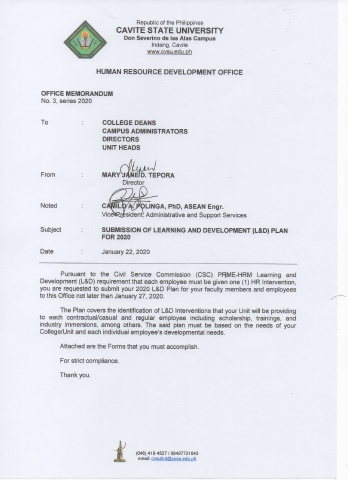 Republic of the Philippines
CAVITE STATE UNIVERSITY
Don Severino de las Alas Campus
Indang, Cavite
www.cvsu.edu.ph
HUMAN RESOURCE DEVELOPMENT OFFICE
OFFICE MEMORANDUM
No. 3, series 2020
To : COLLEGE DEANS
CAMPUS ADMINISTRATORS
DIRECTORS
UNIT HEADS
From : MARY JANE D. TEPORA
Director
Noted : CAMILO A. POLINGA, PhD, ASEAN Engr.
Vice President, Administrative and Support Services
Subject : SUBMISSION OF LEARNING AND DEVELOPMENT (L&D) PLAN
FOR 2020
Date : January 22, 2020
Pursuant to the Civil Service Commission (CSC) PRIME-HRM Learning and
Development (L&D) requirement that each employee must be given one (1) HR Intervention,
you are requested to submit your 2020 L&D Plan for your faculty members and employees
to this Office not later than January 27, 2020.
The Plan covers the identification of L&D Interventions that your Unit will be providing
to each contractual/casual and regular employee including scholarship, trainings, and
industry immersions, among others. The said plan must be based on the needs of your
College/Unit and each individual employee's developmental needs.
Attached are the Forms that you must accomplish.
For strict compliance.
Thank you.